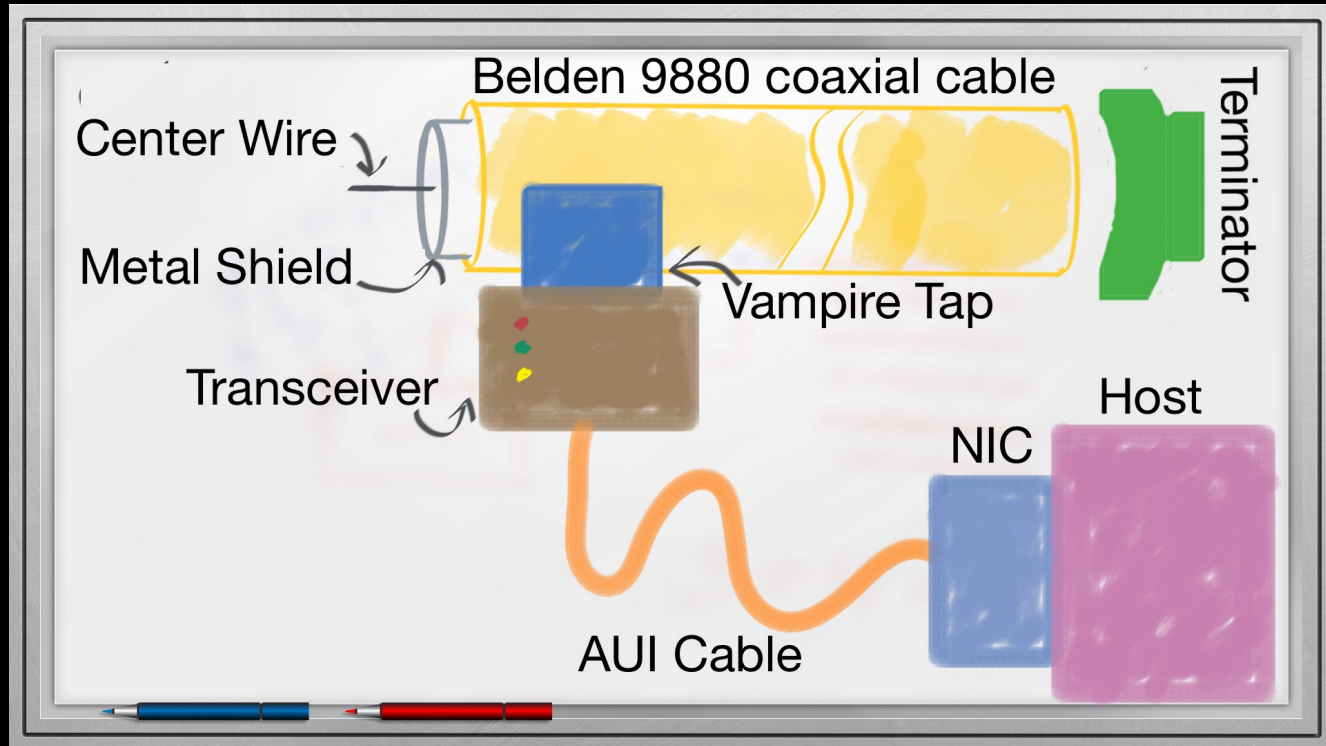 Belden 9880 coaxial cable
Terminator
Center Wire
Metal Shield
Vampire Tap
Transceiver
Host
NIC
AUI Cable